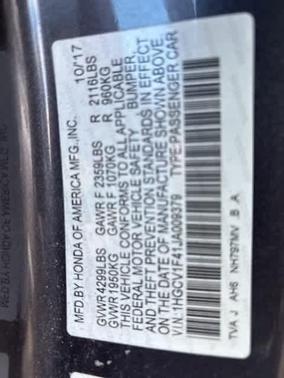 MFD.BY HONDA OF AMERICA MFG.,INC. 10/17
GVWR 4299LBS GAWR F 2359LBS R 2116LBS
GVWR 1950KG GAWR F 1070KG R 960KG
THIS VEHICLE CONFORMS TO ALL APPLICABLE
FEDERAL MOTOR VEHICLE SAFETY BUMPER,
AND THEFT PREVENTION STANDARDS IN EFFECT
ON THE DATE OF MANUFACTURE SHOWN ABOVE.
V.I.N.:1HGCV1F41JA009379 TYPE:PASSENGER CAR
TVA J AH6 NH797MV B A